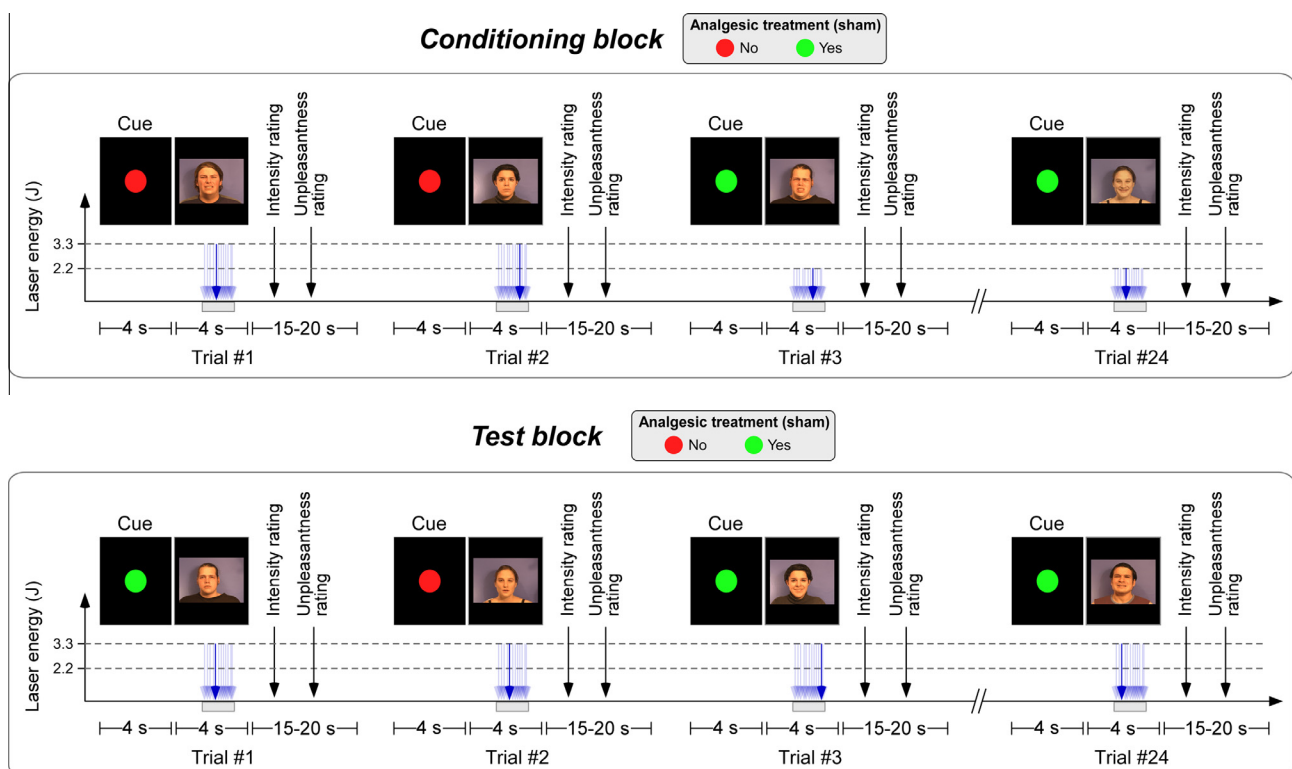 Conditioning block
Analgesic treatment (sham)
No Yes
Cue
Intensity rating
Unpleasantness
rating
Cue
Intensity rating
Unpleasantness
rating
Cue
Intensity rating
Unpleasantness
rating
Cue
Intensity rating
Unpleasantness
rating
Laser energy (J)
3.3
2.2
4 s 4 s 15-20 s
4 s 4 s 15-20 s
4 s 4 s 15-20 s
4 s 4 s 15-20 s
Trial #1
Trial #2
Trial #3
Trial #24
Test block
Analgesic treatment (sham)
No Yes
Cue
Intensity rating
Unpleasantness
rating
Cue
Intensity rating
Unpleasantness
rating
Cue
Intensity rating
Unpleasantness
rating
Cue
Intensity rating
Unpleasantness
rating
Laser energy (J)
3.3
2.2
4 s 4 s 15-20 s
4 s 4 s 15-20 s
4 s 4 s 15-20 s
4 s 4 s 15-20 s
Trial #1
Trial #2
Trial #3
Trial #24